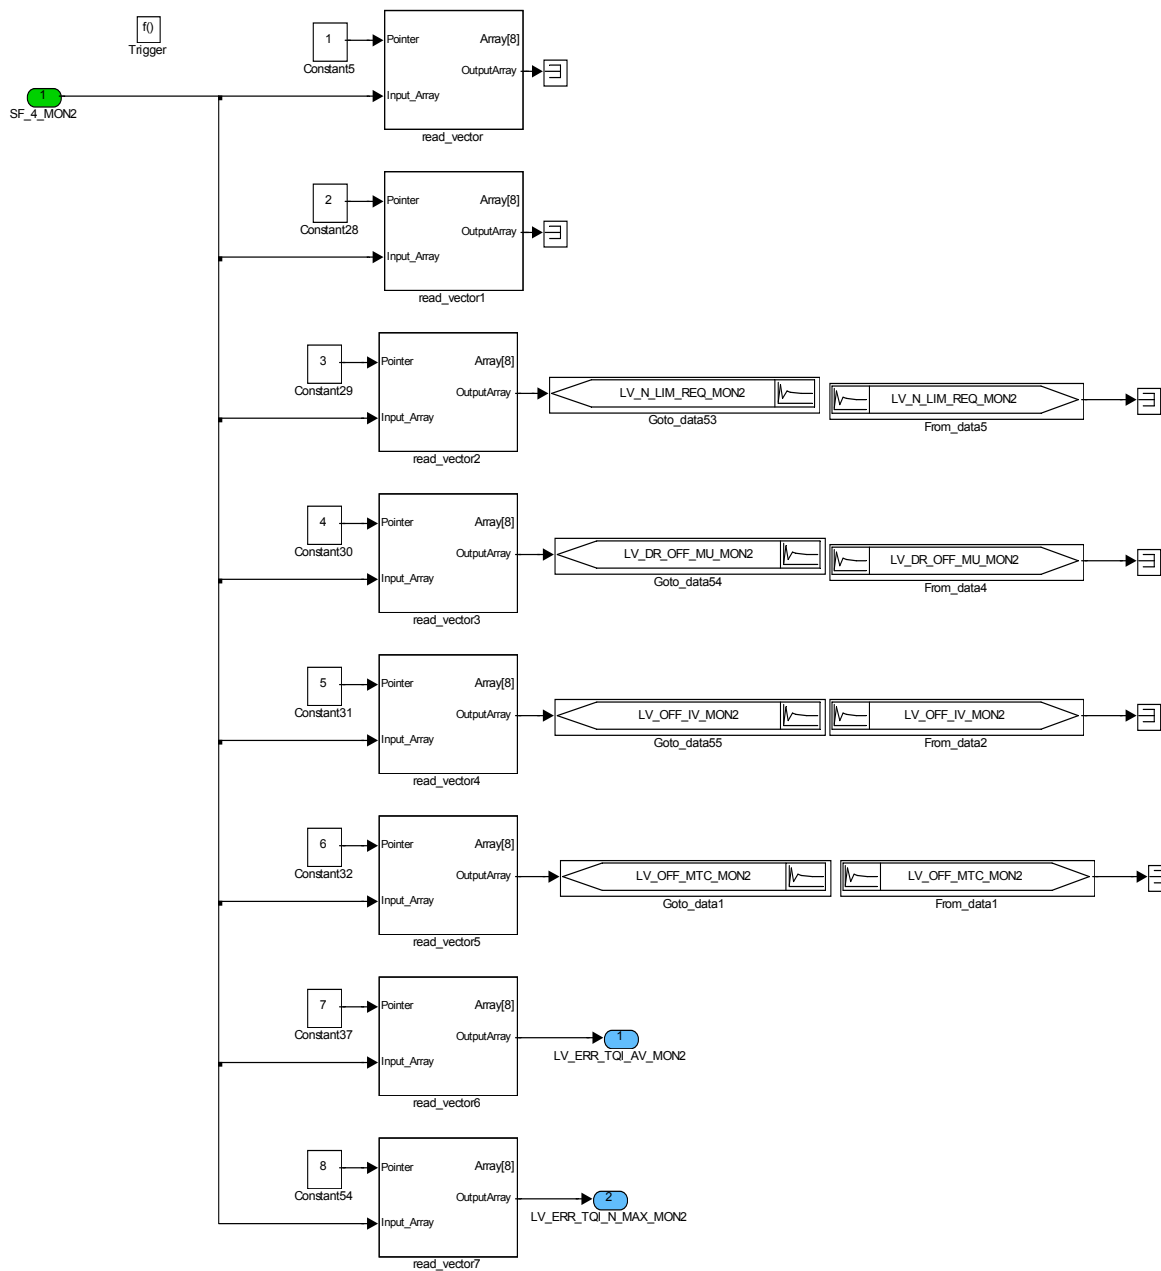 f()
Trigger
1
SF_4_MON2
1
Constant5
Pointer
Array[8]
OutputArray
Input_Array
read_vector
2
Constant28
Pointer
Array[8]
OutputArray
Input_Array
read_vector1
3
Constant29
Pointer
Array[8]
OutputArray
Input_Array
read_vector2
LV_N_LIM_REQ_MON2
Goto_data53
LV_N_LIM_REQ_MON2
From_data5
4
Constant30
Pointer
Array[8]
OutputArray
Input_Array
read_vector3
LV_DR_OFF_MU_MON2
Goto_data54
LV_DR_OFF_MU_MON2
From_data4
5
Constant31
Pointer
Array[8]
OutputArray
Input_Array
read_vector4
LV_OFF_IV_MON2
Goto_data55
LV_OFF_IV_MON2
From_data2
6
Constant32
Pointer
Array[8]
OutputArray
Input_Array
read_vector5
LV_OFF_MTC_MON2
Goto_data1
LV_OFF_MTC_MON2
From_data1
7
Constant37
Pointer
Array[8]
OutputArray
Input_Array
read_vector6
1
LV_ERR_TQI_AV_MON2
8
Constant54
Pointer
Array[8]
OutputArray
Input_Array
read_vector7
2
LV_ERR_TQI_N_MAX_MON2